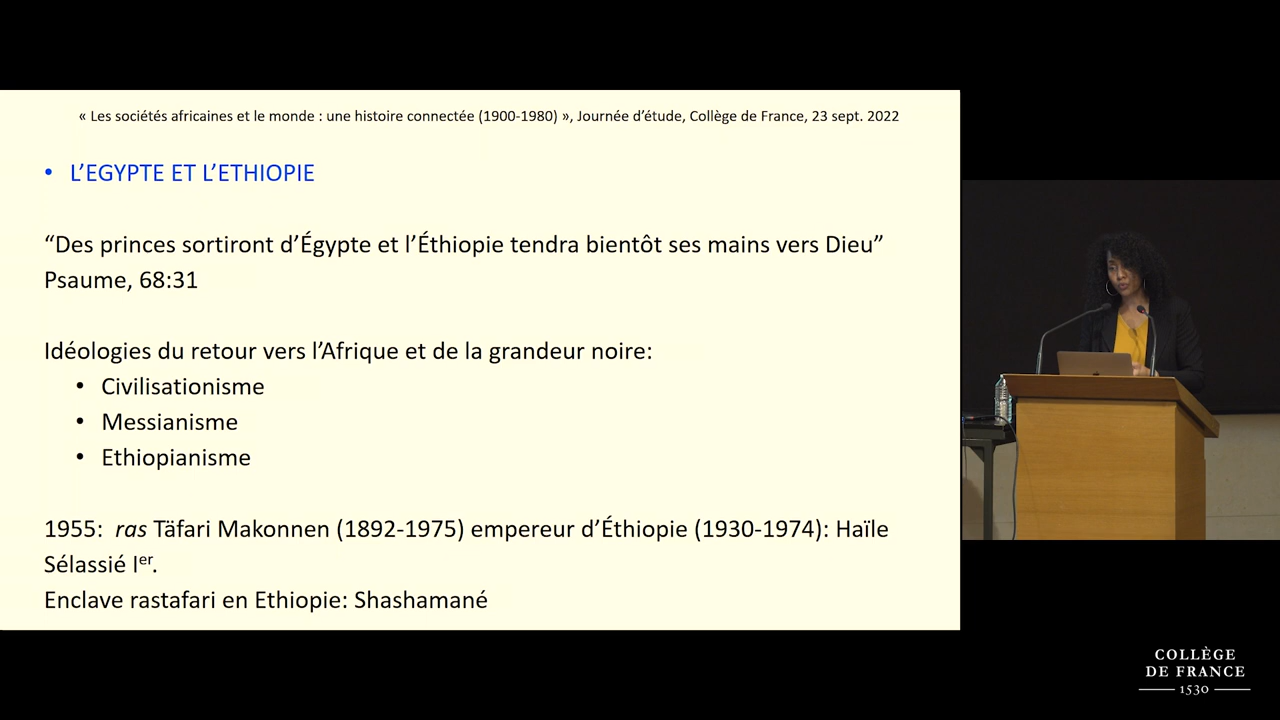 « Les sociétés africaines et le monde : une histoire connectée (1900-1980) », Journée d’étude, Collège de France, 23 sept. 2022
• L’EGYPTE ET L’ETHIOPIE
“Des princes sortiront d’Égypte et l’Éthiopie tendra bientôt ses mains vers Dieu”
Psaume, 68:31
Idéologies du retour vers l’Afrique et de la grandeur noire:
• Civilisationisme
• Messianisme
• Ethiopianisme
1955: ras Täfari Makonnen (1892-1975) empereur d’Éthiopie (1930-1974): Haïle
Sélassié Ier.
Enclave rastafari en Ethiopie: Shashamané
COLLÈGE
DE FRANCE
1530